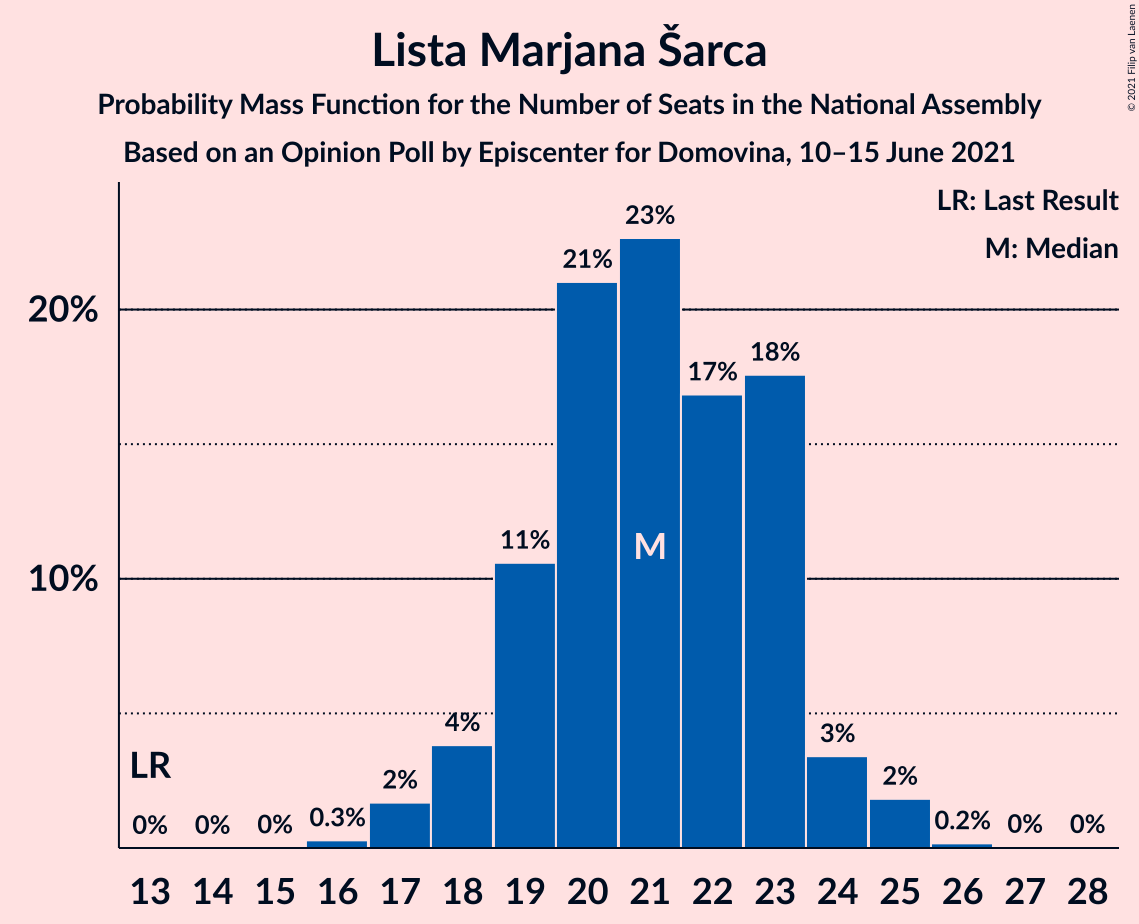 Lista Marjana Šarca
Probability Mass Function for the Number of Seats in the National Assembly
Based on an Opinion Poll by Episcenter for Domovina, 10–15 June 2021
© 2021 Filip van Laenen
LR: Last Result
M: Median
20%
10%
LR
0% 0% 0% 0.3% 2% 4% 11% 21% 23% 17% 18% 3% 2% 0.2% 0% 0%
M
13 14 15 16 17 18 19 20 21 22 23 24 25 26 27 28